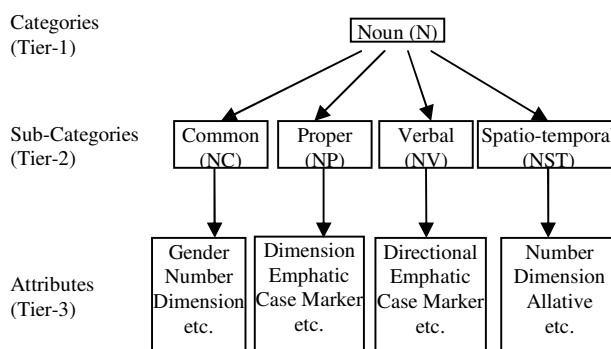 Categories
(Tier-1)
Noun (N)
Sub-Categories
(Tier-2)
Common
(NC)
Proper
(NP)
Verbal
(NV)
Spatio-temporal
(NST)
Attributes
(Tier-3)
Gender
Number
Dimension
etc.
Dimension
Emphatic
Case Marker
etc.
Directional
Emphatic
Case Marker
etc.
Number
Dimension
Allative
etc.